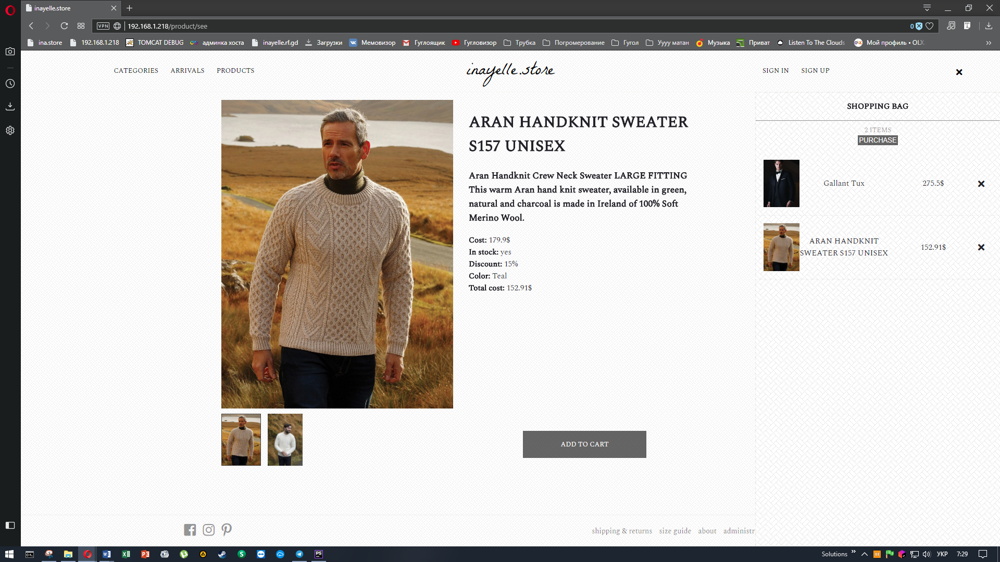 inayelle.store
VPN
192.168.1.218/product/see
0
ina.store
192.168.1.218
TOMCAT DEBUG
админка хоста
inayelle.rf.gd
Загрузки
Мемовизор
Гуглоящик
Гугловизор
Трубка
Погромерование
Гугол
Уууу матан
Музыка
Приват
Listen To The Clouds
Мой профиль • OLX
CATEGORIES
ARRIVALS
PRODUCTS
inayelle.store
SIGN IN
SIGN UP
ARAN HANDKNIT SWEATER
S157 UNISEX
Aran Handknit Crew Neck Sweater LARGE FITTING
This warm Aran hand knit sweater, available in green,
natural and charcoal is made in Ireland of 100% Soft
Merino Wool.
Cost: 179.9$
In stock: yes
Discount: 15%
Color: Teal
Total cost: 152.91$
ADD TO CART
SHOPPING BAG
2 ITEMS
PURCHASE
Gallant Tux
275.5$
ARAN HANDKNIT
SWEATER S157 UNISEX
152.91$
shipping & returns
size guide
about
administr
Solutions
УКР
7:29